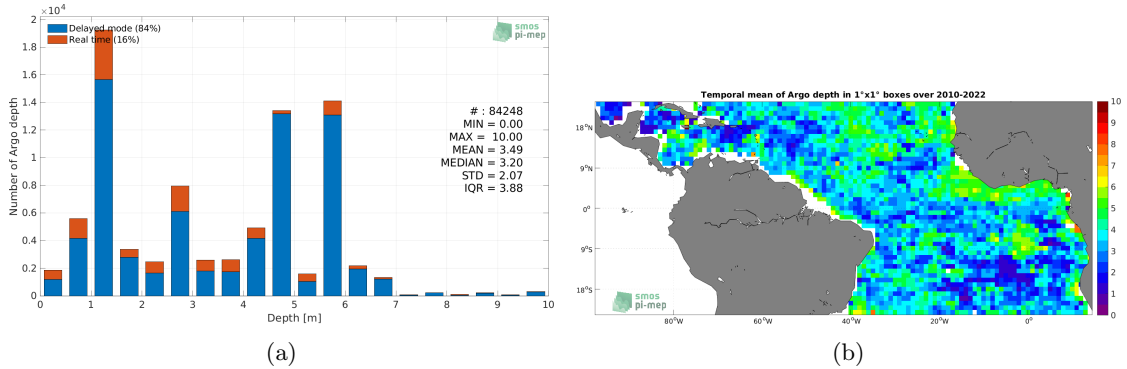 2 ×10⁴
Delayed mode (84%)
Real time (16%)
smos
pi-mep
1.8
1.6
1.4
1.2
1
0.8
0.6
0.4
0.2
0
Number of Argo depth
# : 84248
MIN = 0.00
MAX = 10.00
MEAN = 3.49
MEDIAN = 3.20
STD = 2.07
IQR = 3.88
0 1 2 3 4 5 6 7 8 9 10
Depth [m]
(a)
Temporal mean of Argo depth in 1°x1° boxes over 2010-2022
18°N
9°N
0°
9°S
18°S
80°W 60°W 40°W 20°W 0°
smos
pi-mep
10
9
8
7
6
5
4
3
2
1
0
(b)